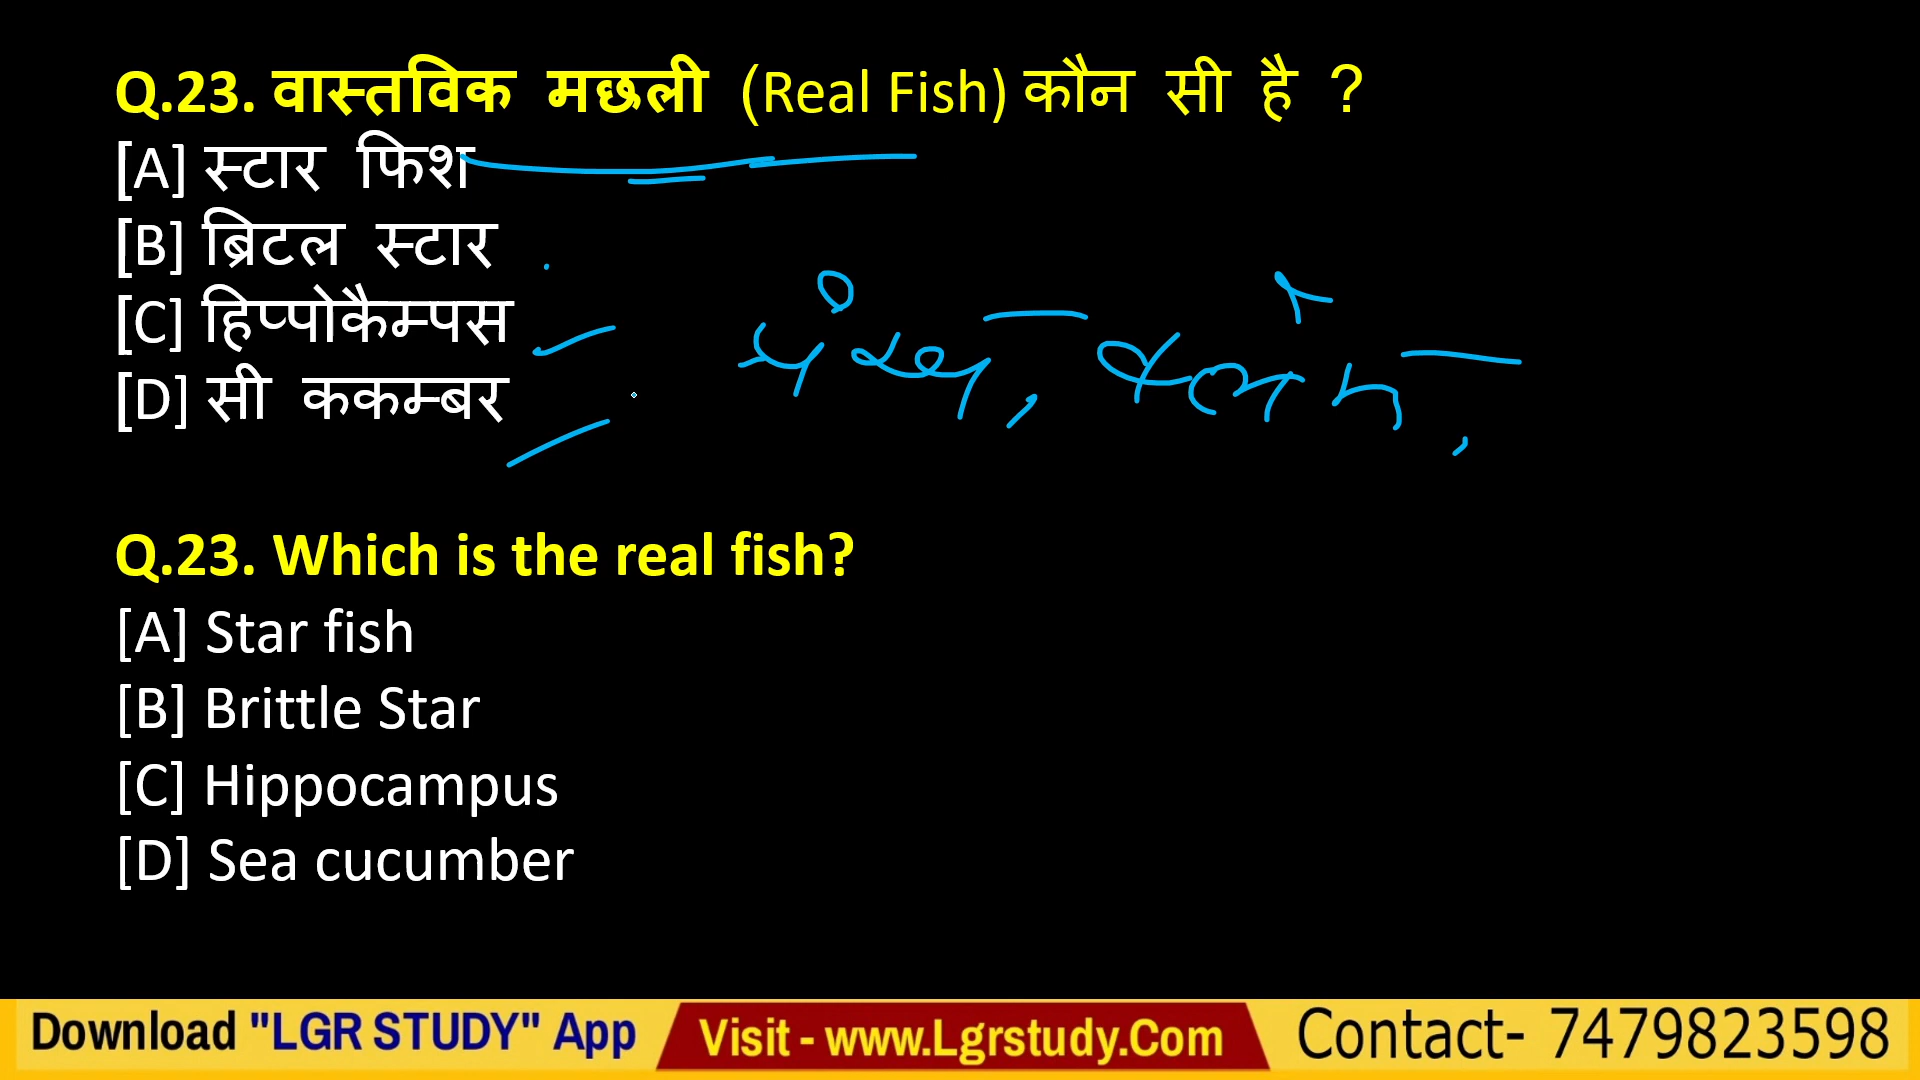 Q.23. वास्तविक मछली (Real Fish) कौन सी है ?
[A] स्टार फिश
[B] ब्रिटल स्टार
[C] हिप्पोकैम्पस
[D] सी ककम्बर
Q.23. Which is the real fish?
[A] Star fish
[B] Brittle Star
[C] Hippocampus
[D] Sea cucumber
Download "LGR STUDY" App
Visit - www.Lgrstudy.Com
Contact- 7479823598